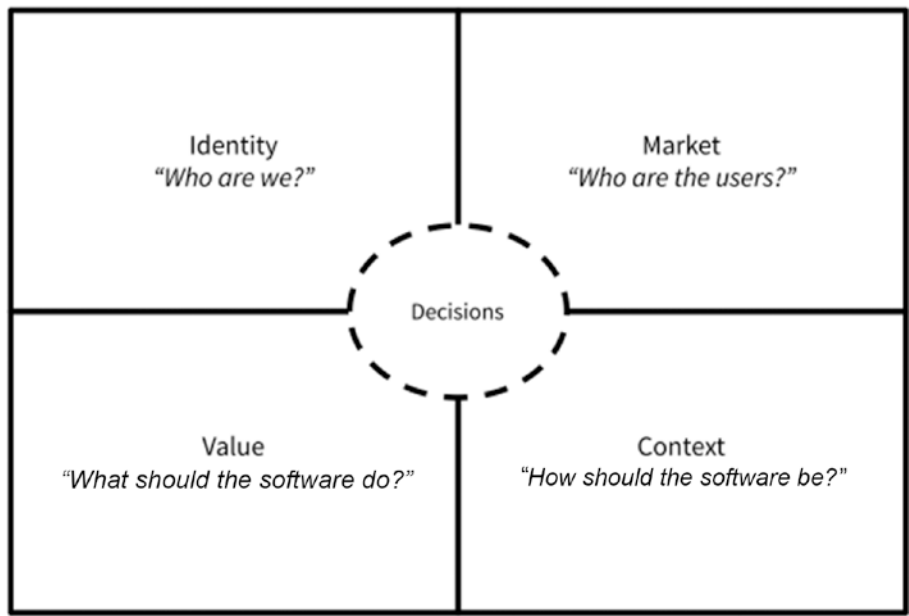 Identity
“Who are we?”
Market
“Who are the users?”
Decisions
Value
“What should the software do?”
Context
“How should the software be?”